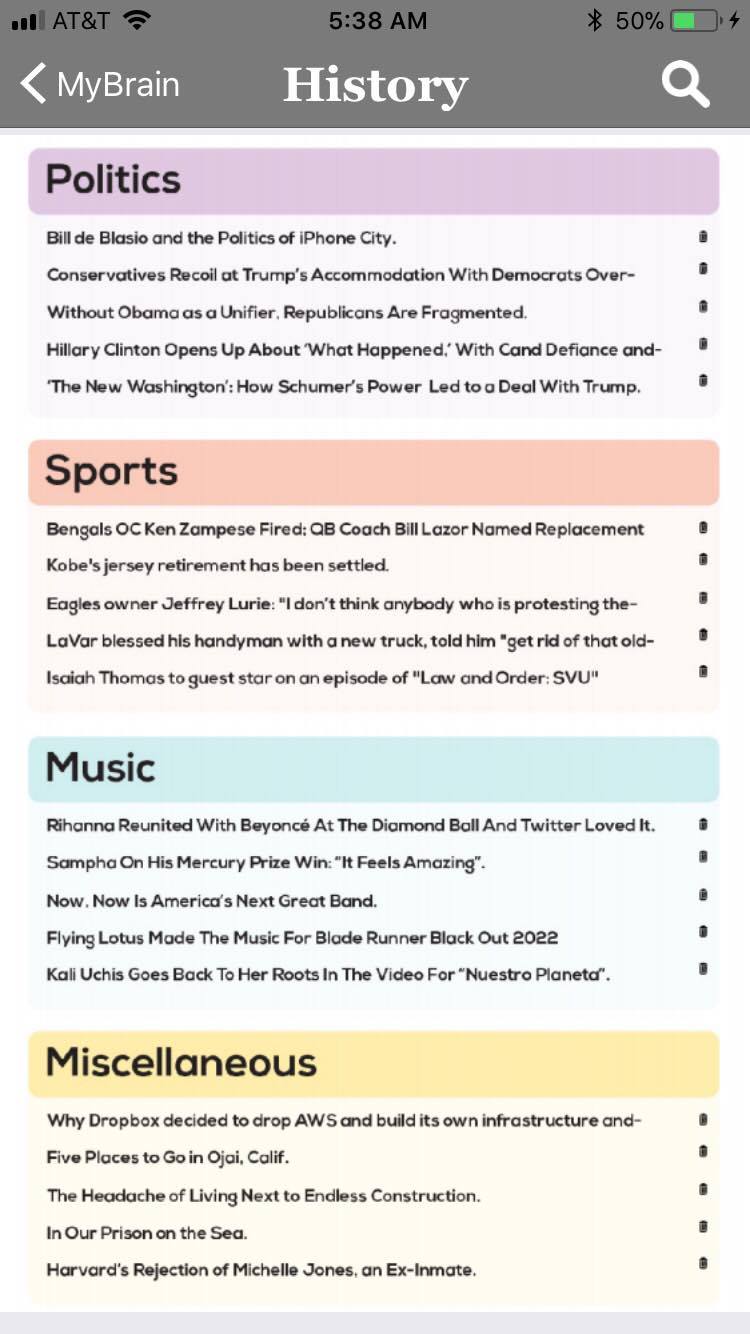 AT&T 5:38 AM 50%
MyBrain History
Politics
Bill de Blasio and the Politics of iPhone City.
Conservatives Recoil at Trump's Accommodation With Democrats Over-
Without Obama as a Unifier, Republicans Are Fragmented.
Hillary Clinton Opens Up About 'What Happened,' With Cand Defiance and-
'The New Washington': How Schumer's Power Led to a Deal With Trump.
Sports
Bengals OC Ken Zampese Fired; QB Coach Bill Lazor Named Replacement
Kobe's jersey retirement has been settled.
Eagles owner Jeffrey Lurie: "I don't think anybody who is protesting the-
LaVar blessed his handyman with a new truck, told him "get rid of that old-
Isaiah Thomas to guest star on an episode of "Law and Order: SVU"
Music
Rihanna Reunited With Beyoncé At The Diamond Ball And Twitter Loved It.
Sampha On His Mercury Prize Win: "It Feels Amazing".
Now, Now Is America's Next Great Band.
Flying Lotus Made The Music For Blade Runner Black Out 2022
Kali Uchis Goes Back To Her Roots In The Video For "Nuestro Planeta".
Miscellaneous
Why Dropbox decided to drop AWS and build its own infrastructure and-
Five Places to Go in Ojai, Calif.
The Headache of Living Next to Endless Construction.
In Our Prison on the Sea.
Harvard's Rejection of Michelle Jones, an Ex-Inmate.